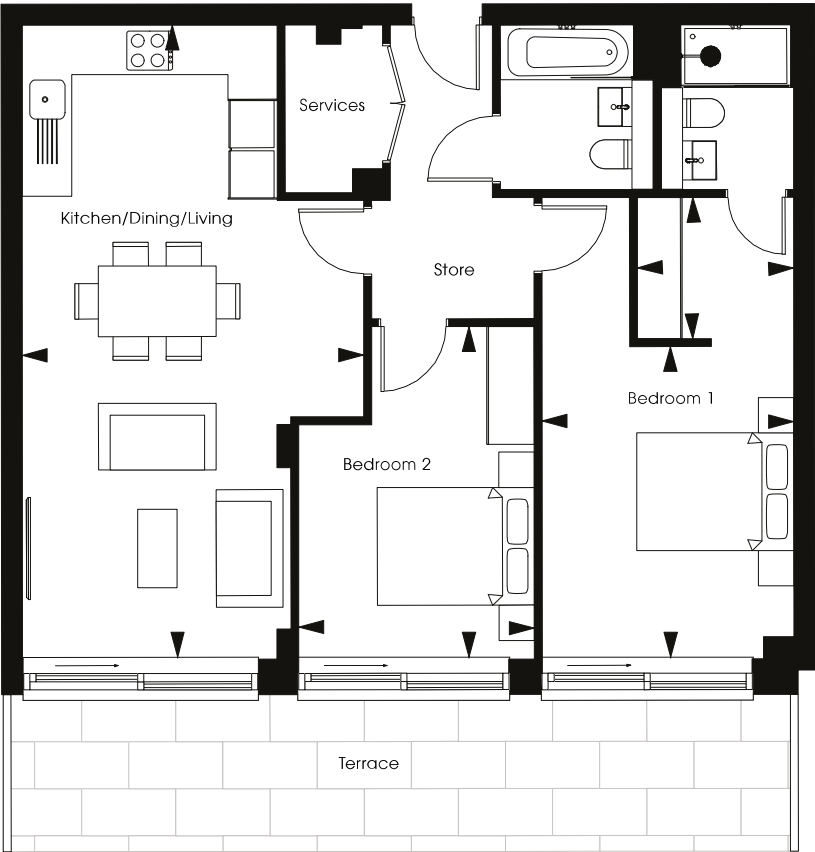 Services
Kitchen/Dining/Living
Store
Bedroom 1
Bedroom 2
Terrace